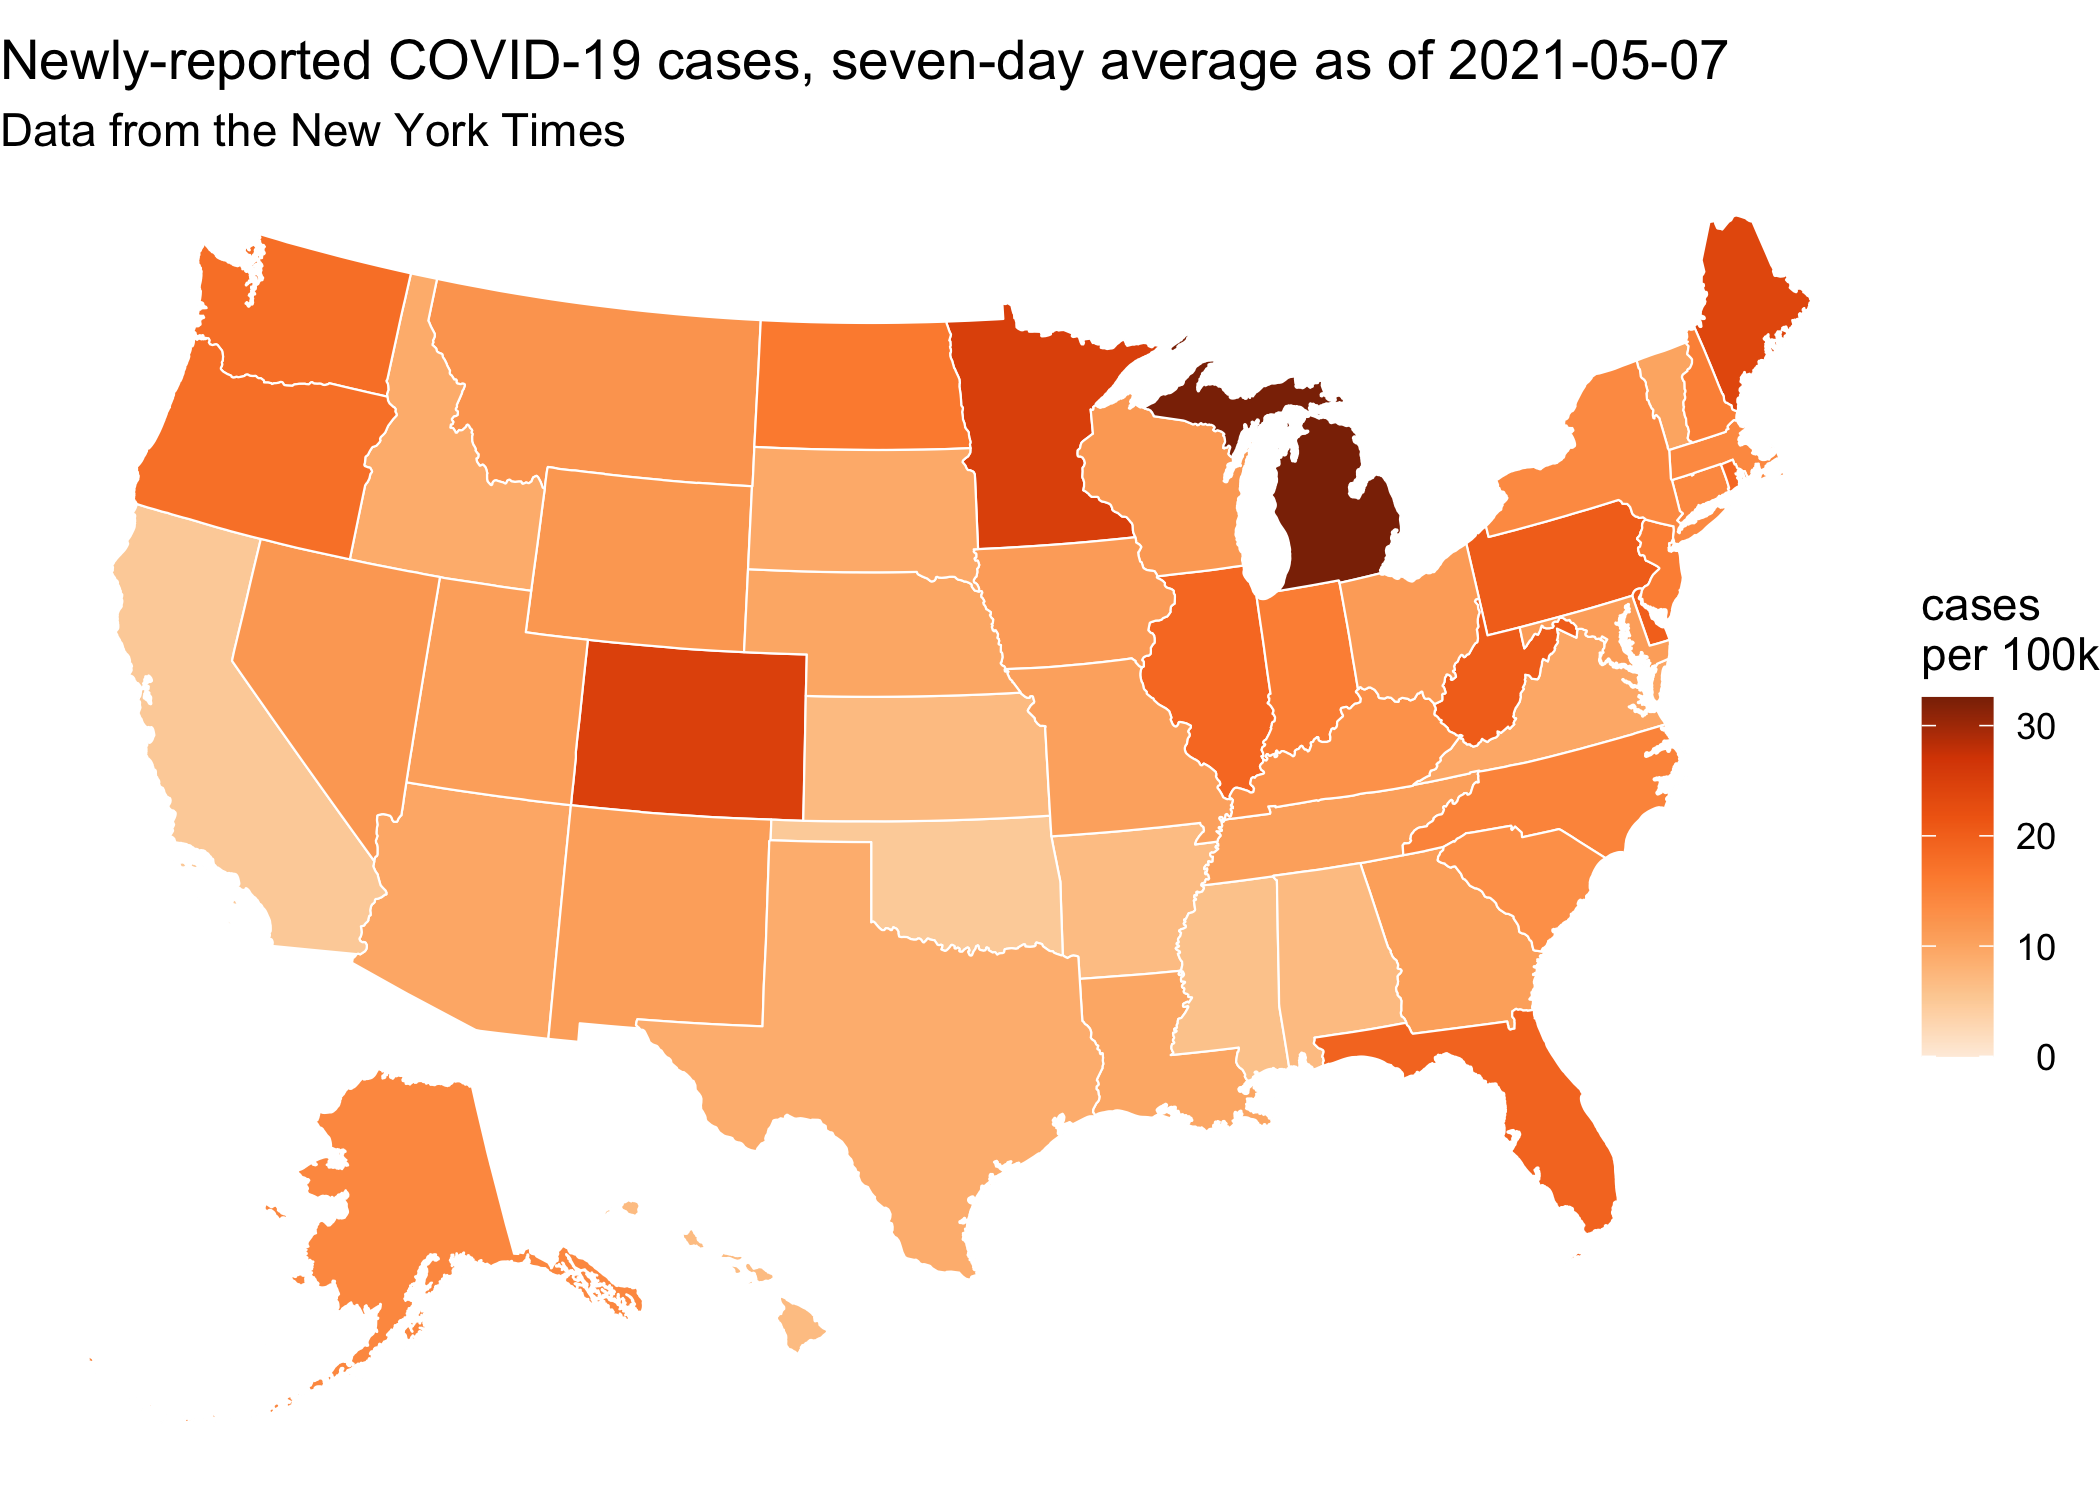 Newly-reported COVID-19 cases, seven-day average as of 2021-05-07
Data from the New York Times
cases
per 100k
30
20
10
0